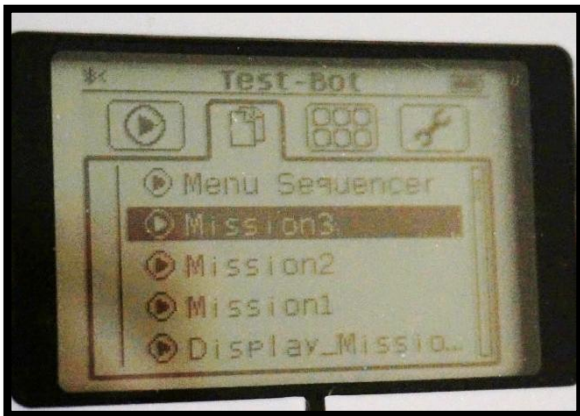 Test-Bot
Menu Sequencer
Mission3
Mission2
Mission1
Display_Missio...